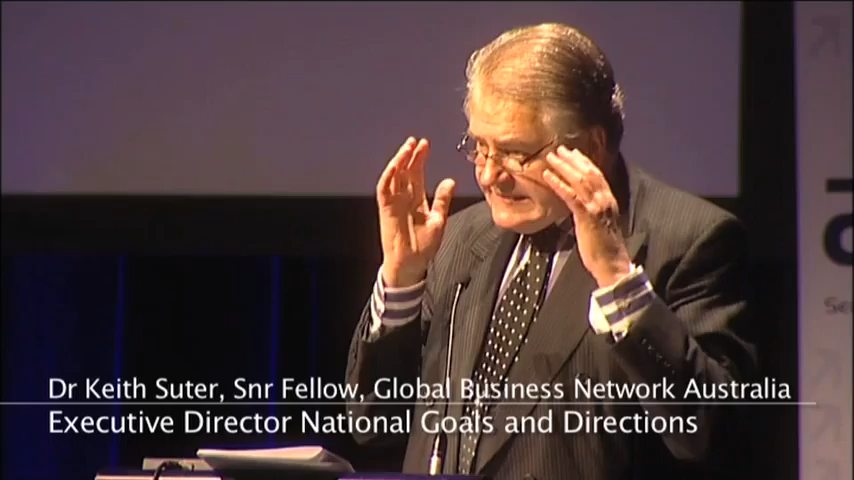 Dr Keith Suter, Snr Fellow, Global Business Network Australia
Executive Director National Goals and Directions